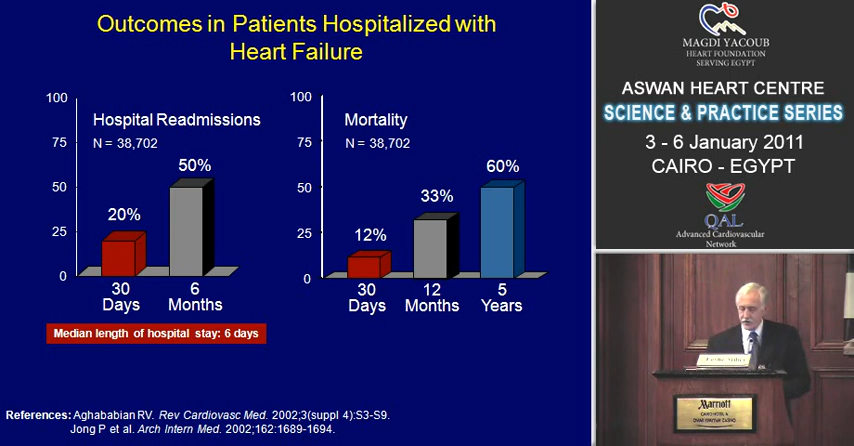 Outcomes in Patients Hospitalized with
Heart Failure
100
75
50
25
0
Hospital Readmissions
N = 38,702
20%
50%
30
Days
6
Months
Median length of hospital stay: 6 days
100
75
50
25
0
Mortality
N = 38,702
12%
33%
60%
30
Days
12
Months
5
Years
References: Aghababian RV. Rev Cardiovasc Med. 2002;3(suppl 4):S3-S9.
Jong P et al. Arch Intern Med. 2002;162:1689-1694.
MAGDI YACOUB
HEART FOUNDATION
SERVING EGYPT
ASWAN HEART CENTRE
SCIENCE & PRACTICE SERIES
3 - 6 January 2011
CAIRO - EGYPT
QAL
Advanced Cardiovascular
Network
Marriott